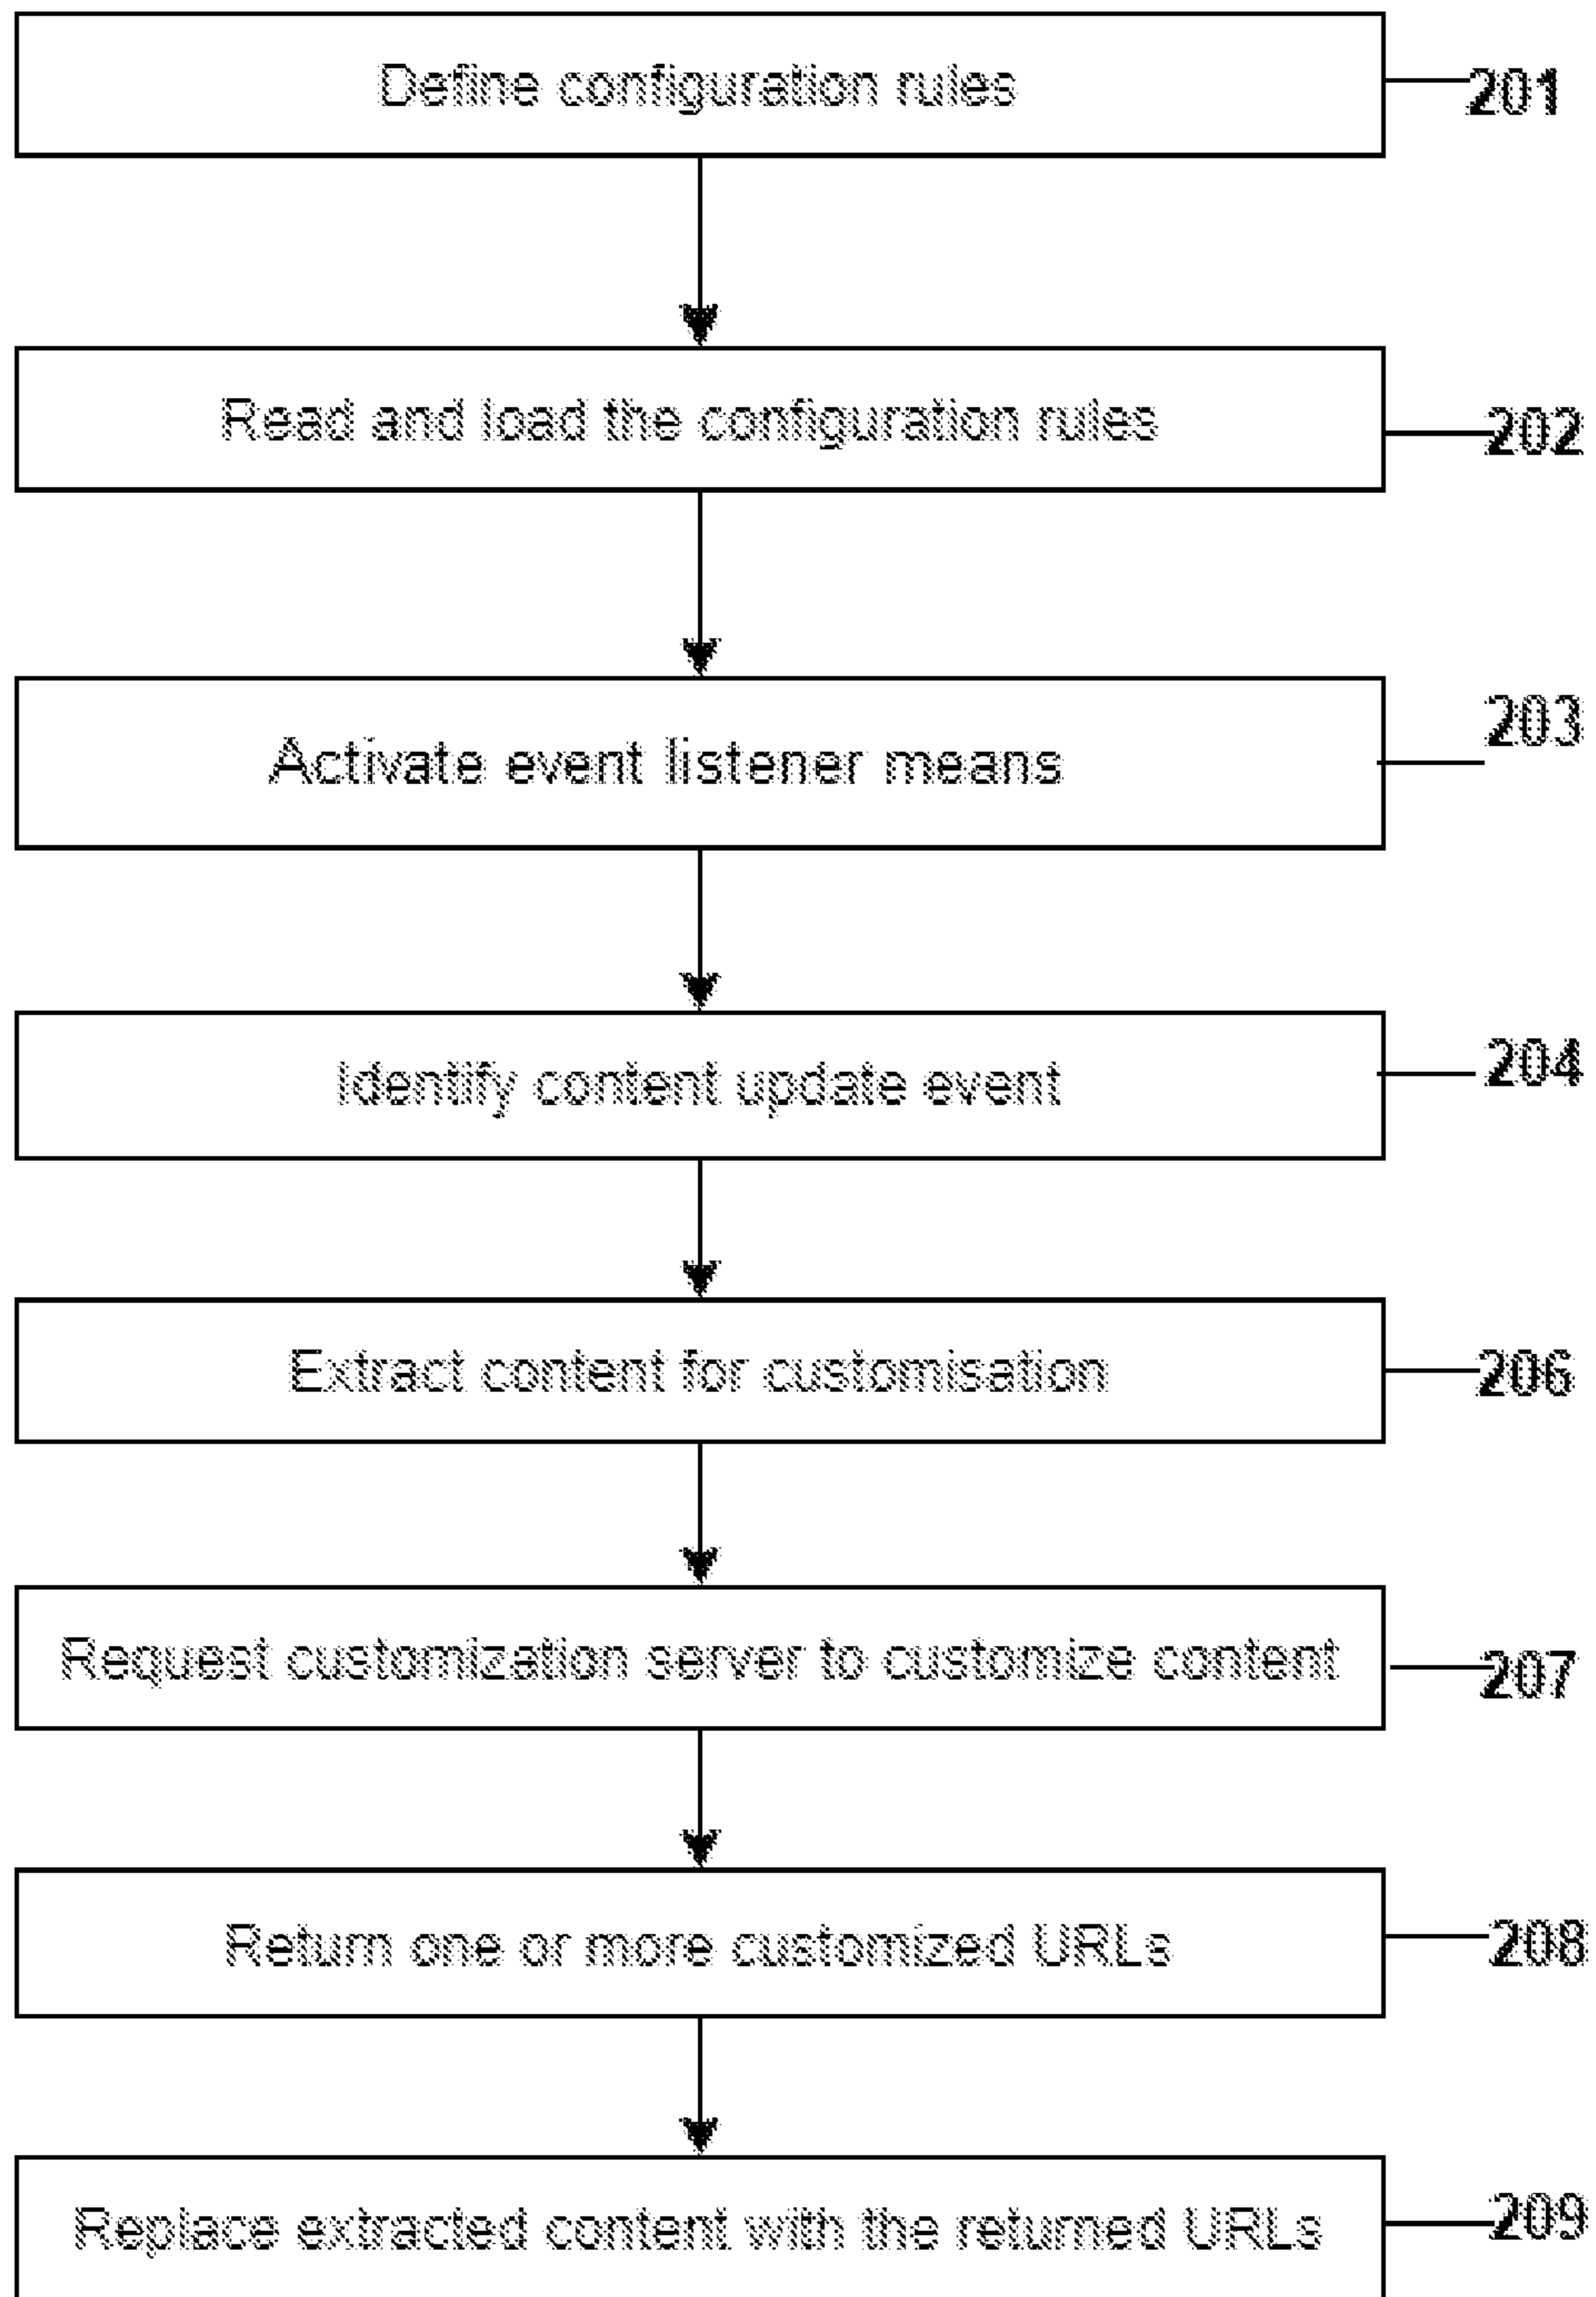 Define configuration rules
201
Read and load the configuration rules
202
Activate event listener means
203
Identify content update event
204
Extract content for customisation
206
Request customization server to customize content
207
Return one or more customized URLs
208
Replace extracted content with the returned URLs
209